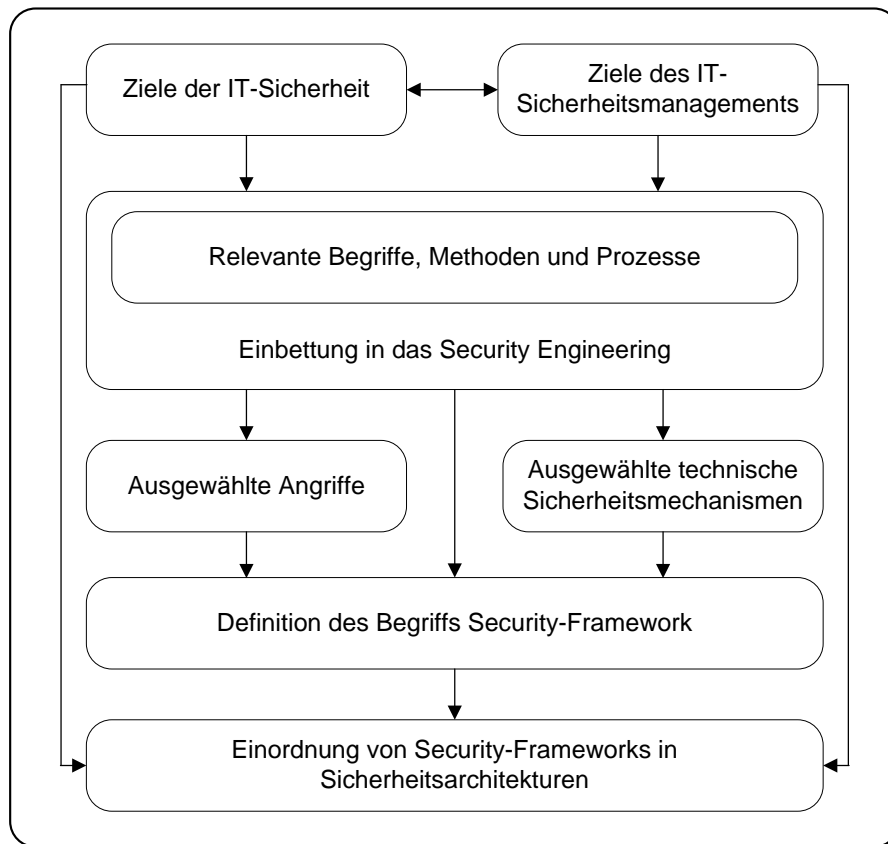 Ziele der IT-Sicherheit
Ziele des IT-
Sicherheitsmanagements
Relevante Begriffe, Methoden und Prozesse
Einbettung in das Security Engineering
Ausgewählte Angriffe
Ausgewählte technische
Sicherheitsmechanismen
Definition des Begriffs Security-Framework
Einordnung von Security-Frameworks in
Sicherheitsarchitekturen